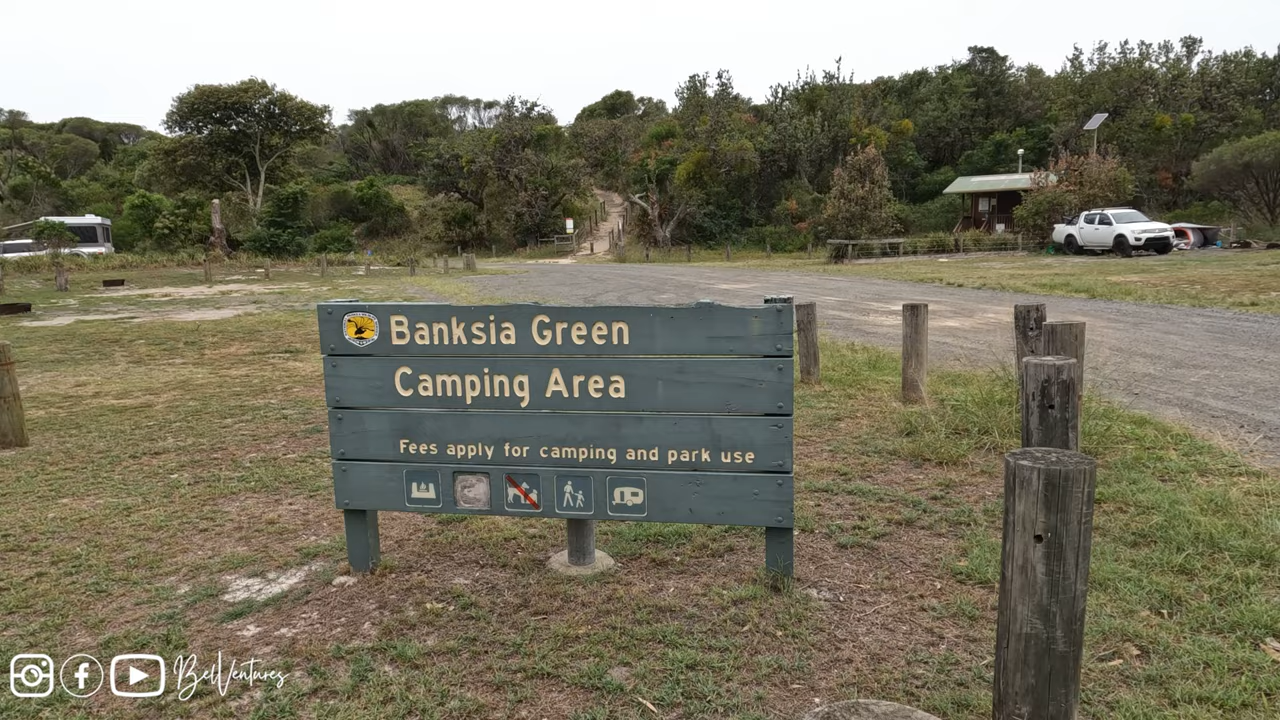 Banksia Green
Camping Area
Fees apply for camping and park use
BelVentures